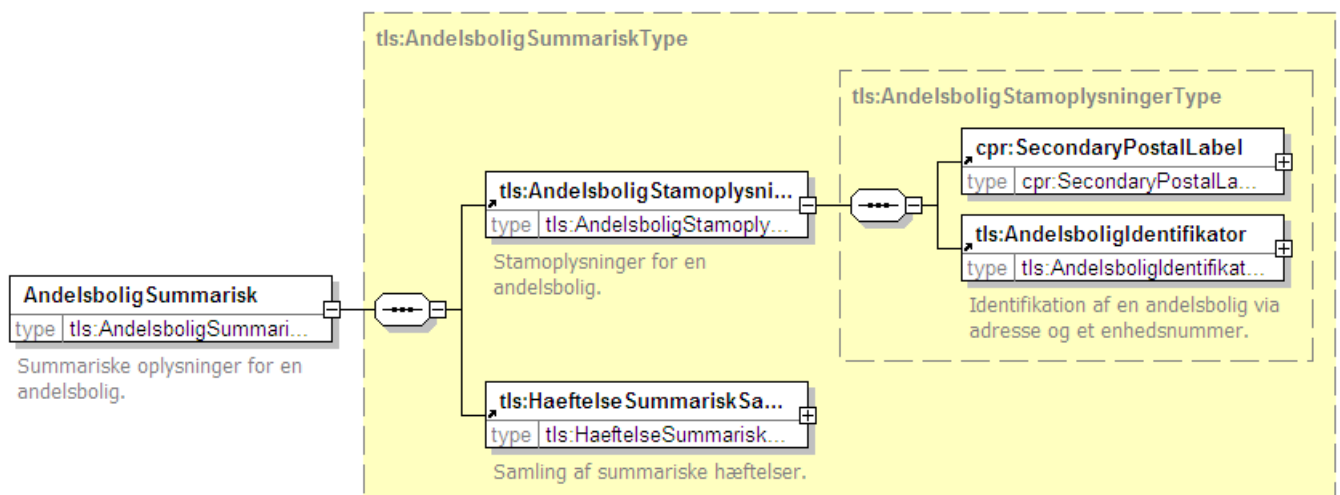 tls:AndelsboligSummariskType
tls:AndelsboligStamoplysningerType
cpr:SecondaryPostalLabel
type cpr:SecondaryPostalLa...
tls:AndelsboligStamoplysni...
type tls:AndelsboligStamoply...
Stamoplysninger for en
andelsbolig.
tls:AndelsboligIdentifikator
type tls:AndelsboligIdentifikat...
Identifikation af en andelsbolig via
adresse og et enhedsnummer.
AndelsboligSummarisk
type tls:AndelsboligSummari...
Summariske oplysninger for en
andelsbolig.
tls:HaeftelseSummariskSa...
type tls:HaeftelseSummarisk...
Samling af summariske hæftelser.